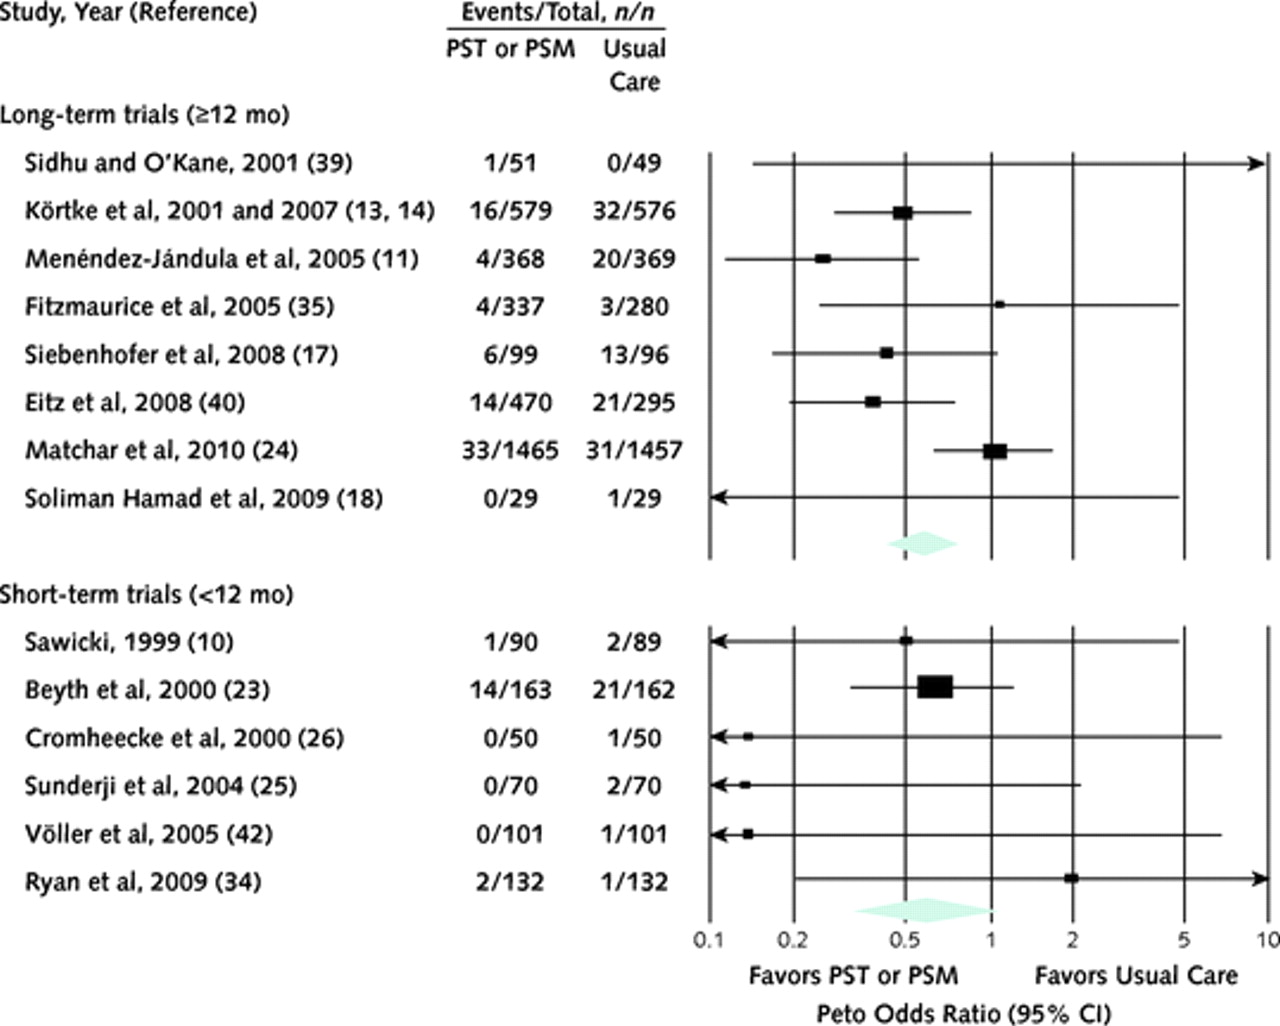 Study, Year (Reference) Events/Total, n/n
PST or PSM Usual Care
Long-term trials (≥12 mo)
Sidhu and O'Kane, 2001 (39) 1/51 0/49
Körtke et al, 2001 and 2007 (13, 14) 16/579 32/576
Menéndez-Jándula et al, 2005 (11) 4/368 20/369
Fitzmaurice et al, 2005 (35) 4/337 3/280
Siebenhofer et al, 2008 (17) 6/99 13/96
Eitz et al, 2008 (40) 14/470 21/295
Matchar et al, 2010 (24) 33/1465 31/1457
Soliman Hamad et al, 2009 (18) 0/29 1/29
Short-term trials (<12 mo)
Sawicki, 1999 (10) 1/90 2/89
Beyth et al, 2000 (23) 14/163 21/162
Cromheecke et al, 2000 (26) 0/50 1/50
Sunderji et al, 2004 (25) 0/70 2/70
Völler et al, 2005 (42) 0/101 1/101
Ryan et al, 2009 (34) 2/132 1/132
0.1 0.2 0.5 1 2 5 10
Favors PST or PSM Favors Usual Care
Peto Odds Ratio (95% CI)